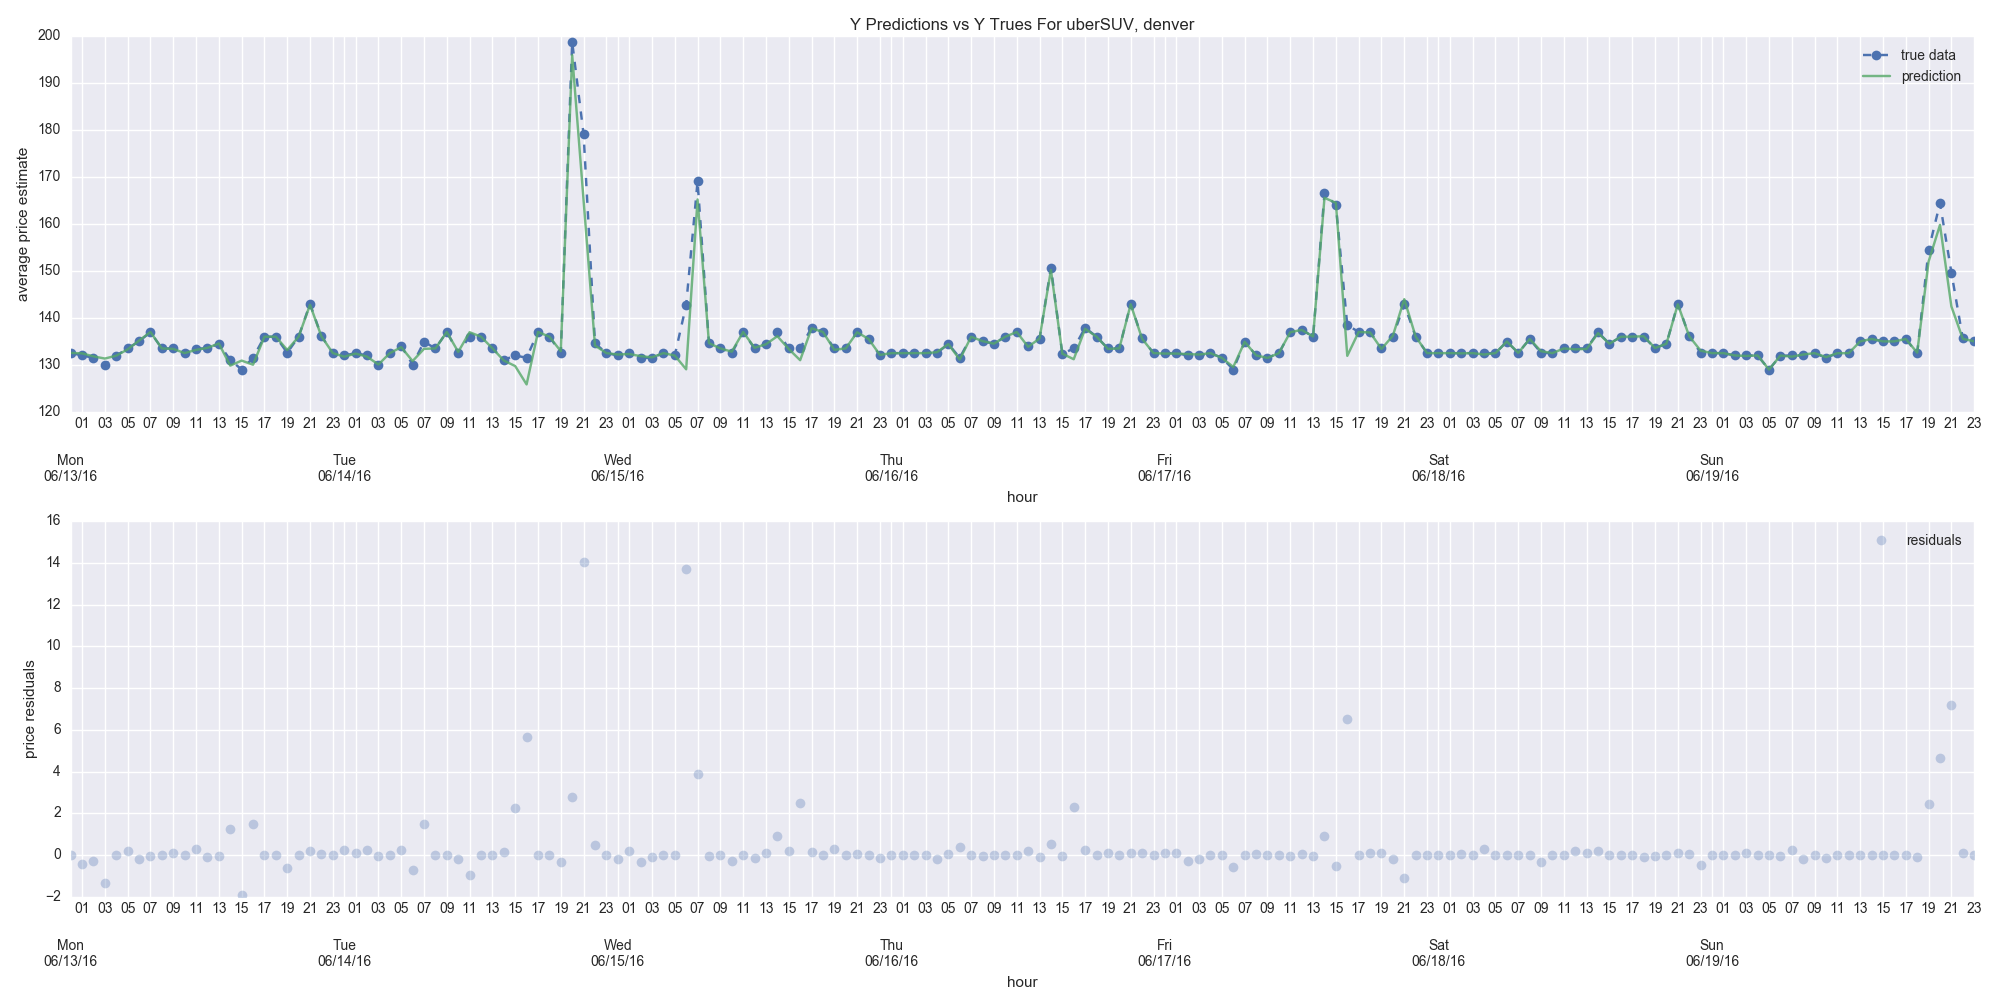 Y Predictions vs Y Trues For uberSUV, denver
200
190
180
170
160
150
140
130
120
average price estimate
true data
prediction
01 03 05 07 09 11 13 15 17 19 21 23 01 03 05 07 09 11 13 15 17 19 21 23 01 03 05 07 09 11 13 15 17 19 21 23 01 03 05 07 09 11 13 15 17 19 21 23 01 03 05 07 09 11 13 15 17 19 21 23 01 03 05 07 09 11 13 15 17 19 21 23 01 03 05 07 09 11 13 15 17 19 21 23
Mon Tue Wed Thu Fri Sat Sun
06/13/16 06/14/16 06/15/16 06/16/16 06/17/16 06/18/16 06/19/16
hour
16
14
12
10
8
6
4
2
0
−2
price residuals
residuals
01 03 05 07 09 11 13 15 17 19 21 23 01 03 05 07 09 11 13 15 17 19 21 23 01 03 05 07 09 11 13 15 17 19 21 23 01 03 05 07 09 11 13 15 17 19 21 23 01 03 05 07 09 11 13 15 17 19 21 23 01 03 05 07 09 11 13 15 17 19 21 23 01 03 05 07 09 11 13 15 17 19 21 23
Mon Tue Wed Thu Fri Sat Sun
06/13/16 06/14/16 06/15/16 06/16/16 06/17/16 06/18/16 06/19/16
hour